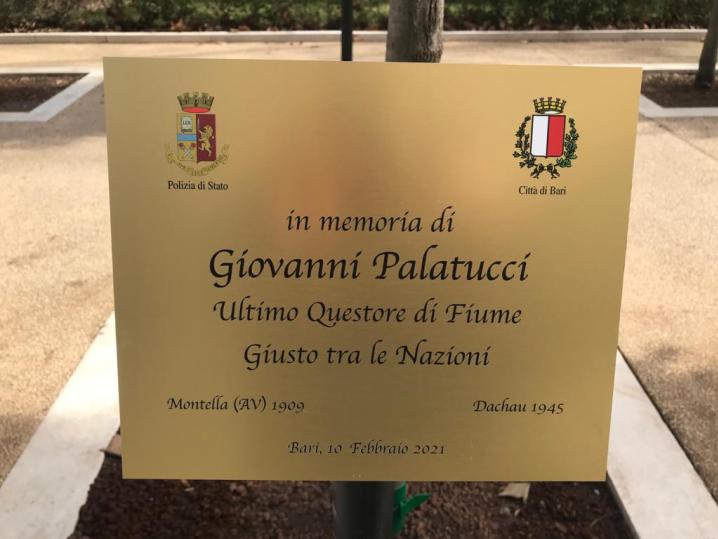 Polizia di Stato
Città di Bari
in memoria di
Giovanni Palatucci
Ultimo Questore di Fiume
Giusto tra le Nazioni
Montella (AV) 1909
Dachau 1945
Bari, 10 Febbraio 2021